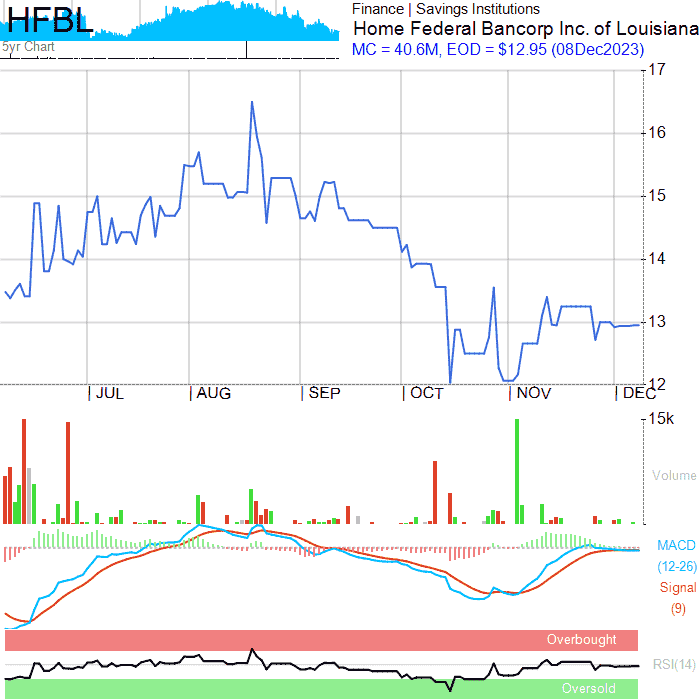 HFBL
5yr Chart
Finance | Savings Institutions
Home Federal Bancorp Inc. of Louisiana
MC = 40.6M, EOD = $12.95 (08Dec2023)
17
16
15
14
13
12
JUL AUG SEP OCT NOV DEC
15k
Volume
MACD
(12-26)
Signal
(9)
Overbought
RSI(14)
Oversold